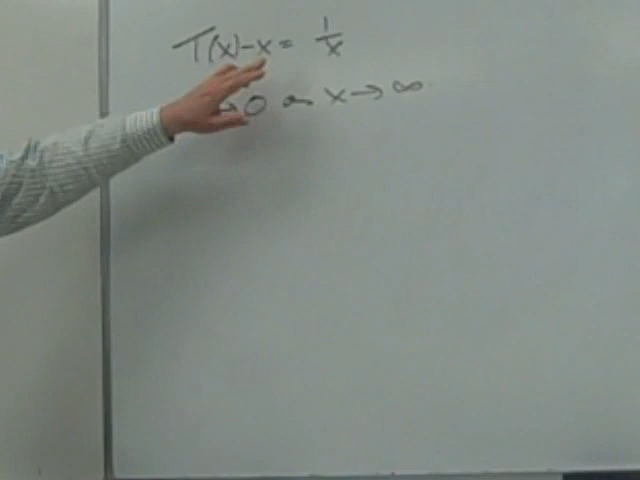 T(x)-x = 1/x
→ 0 as x → ∞